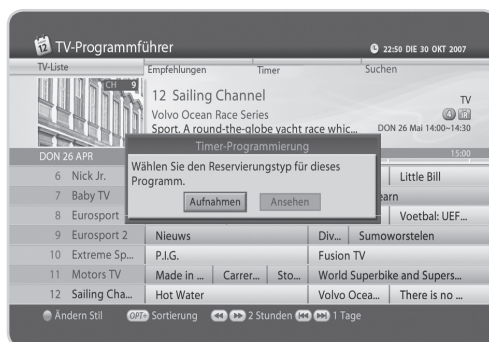 12 TV-Programmführer 22:50 DIE 30 OKT 2007
TV-Liste Empfehlungen Timer Suchen
CH 9
12 Sailing Channel TV
Volvo Ocean Race Series 4 iR
Sport. A round-the-globe yacht race whic... DON 26 Mai 14:00~14:30
DON 26 APR 15:00
Timer-Programmierung
Wählen Sie den Reservierungstyp für dieses
Programm.
Aufnahmen Ansehen
6 Nick Jr. Little Bill
7 Baby TV earn
8 Eurosport Voetbal: UEF...
9 Eurosport 2 Nieuws Div... Sumoworstelen
10 Extreme Sp... P.I.G. Fusion TV
11 Motors TV Made in ... Carrer... Sto... World Superbike and Supers...
12 Sailing Cha... Hot Water Volvo Ocea... There is no ...
Ändern Stil OPT+ Sortierung 2 Stunden 1 Tage